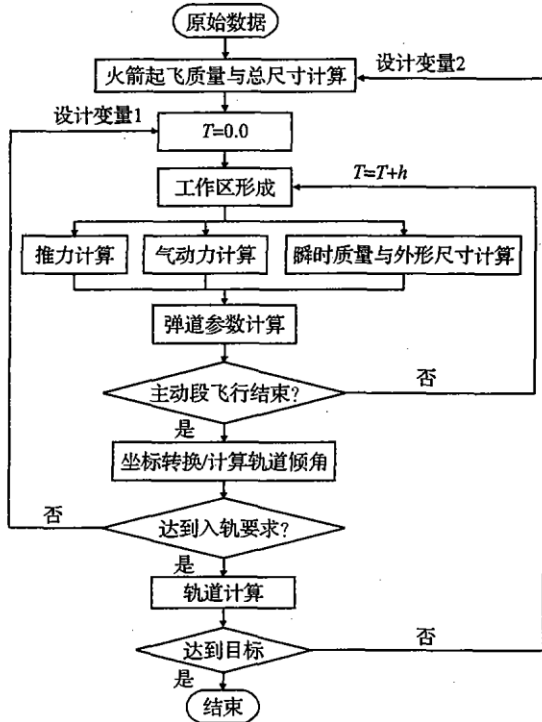 原始数据
火箭起飞质量与总尺寸计算
设计变量2
设计变量1
T=0.0
T=T+h
工作区形成
推力计算
气动力计算
瞬时质量与外形尺寸计算
弹道参数计算
主动段飞行结束?
否
是
坐标转换/计算轨道倾角
否
达到入轨要求?
是
轨道计算
达到目标
否
是
结束